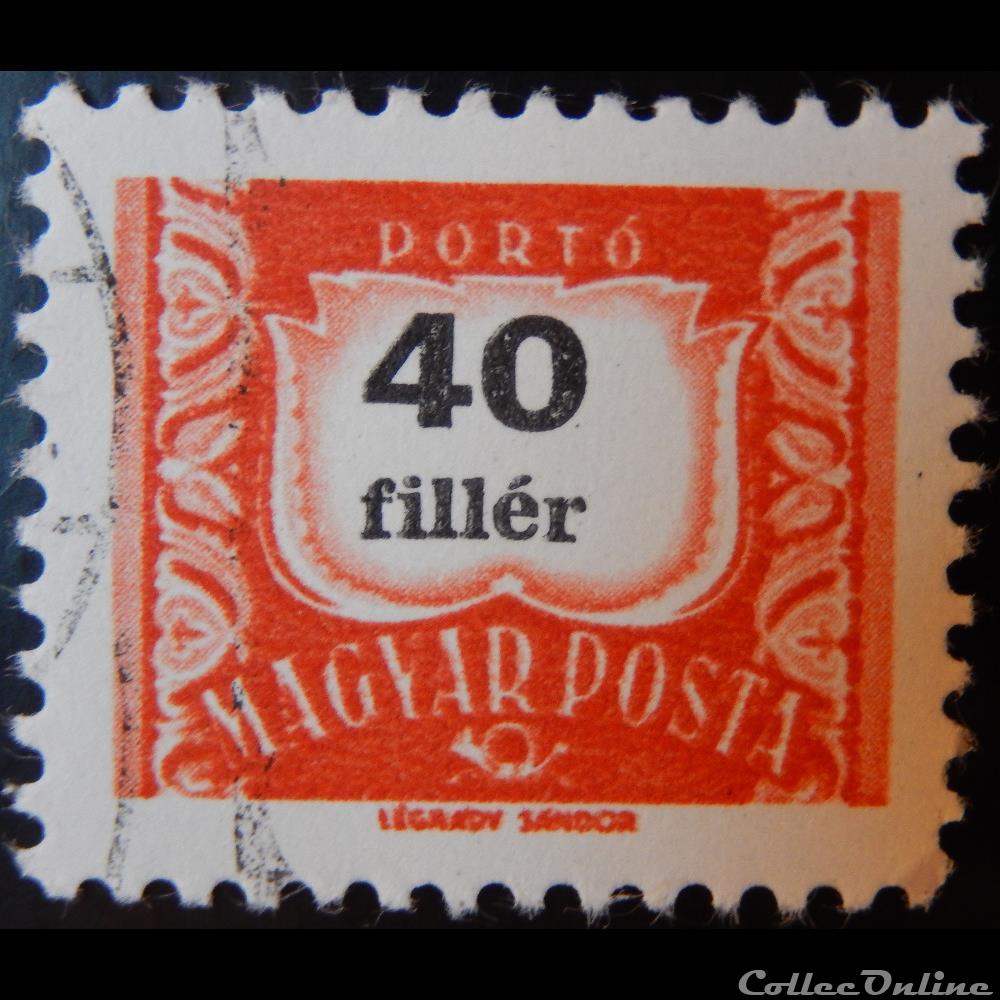 PORTÓ
40
fillér
MAGYAR POSTA
LÉGRÁDY SÁNDOR
CollecOnline